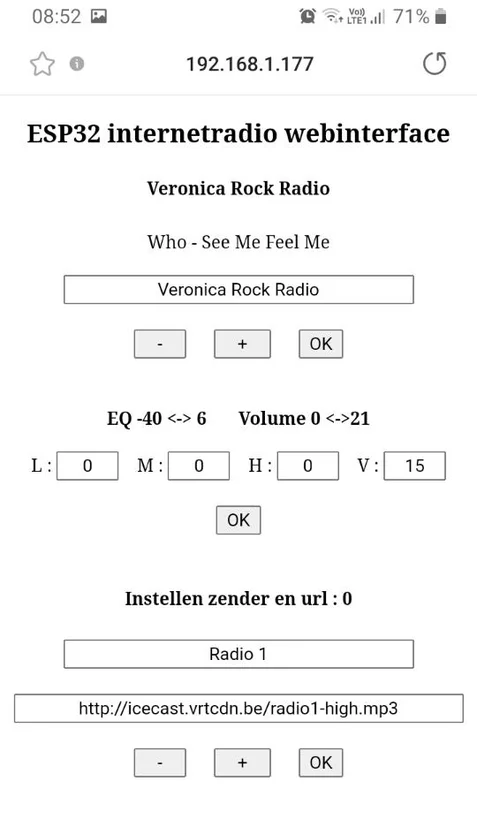 08:52 Vo)) LTE1 71%
192.168.1.177
ESP32 internetradio webinterface
Veronica Rock Radio
Who - See Me Feel Me
Veronica Rock Radio
- + OK
EQ -40 <-> 6 Volume 0 <->21
L : 0 M : 0 H : 0 V : 15
OK
Instellen zender en url : 0
Radio 1
http://icecast.vrtcdn.be/radio1-high.mp3
- + OK